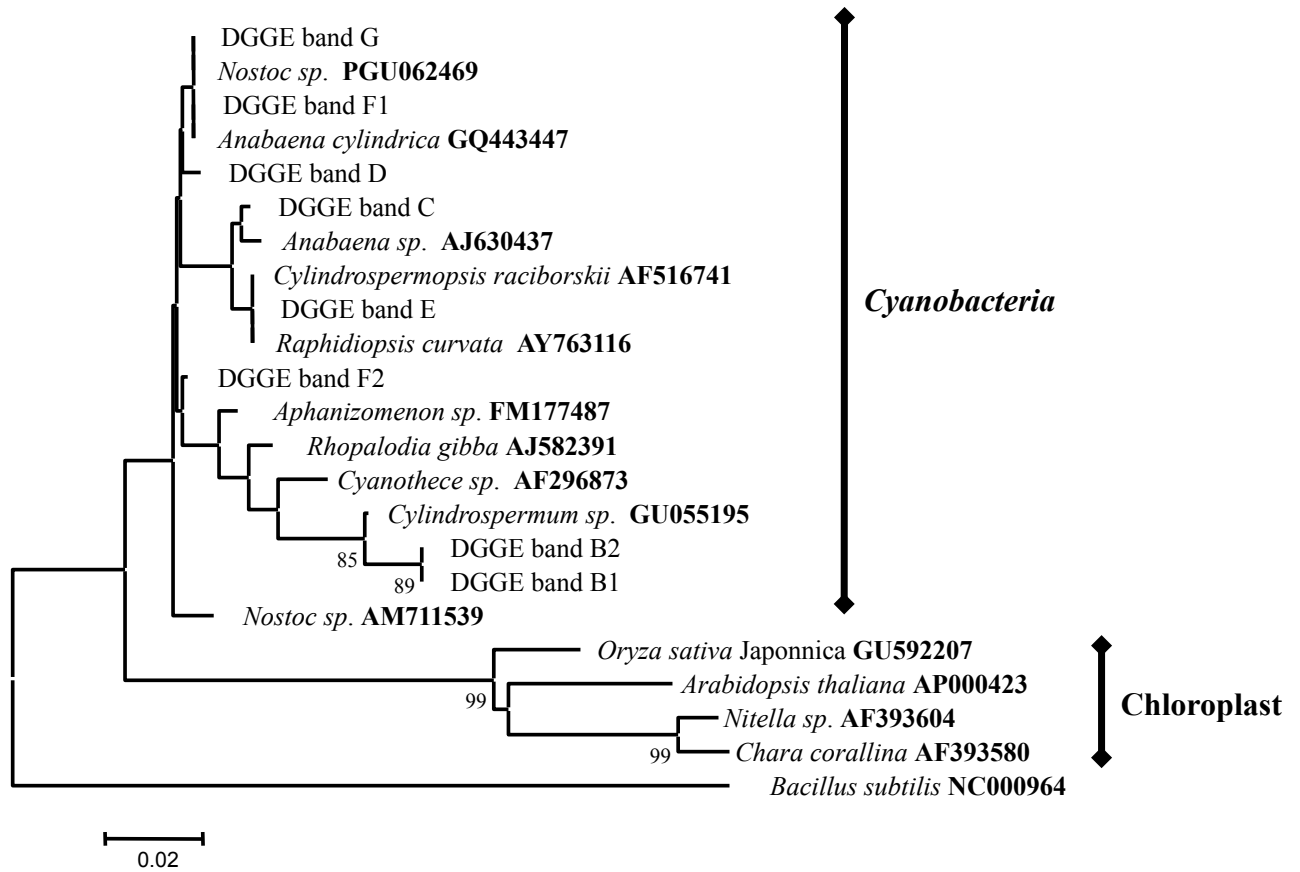 DGGE band G
Nostoc sp. PGU062469
DGGE band F1
Anabaena cylindrica GQ443447
DGGE band D
DGGE band C
Anabaena sp. AJ630437
Cylindrospermopsis raciborskii AF516741
DGGE band E
Cyanobacteria
Raphidiopsis curvata AY763116
DGGE band F2
Aphanizomenon sp. FM177487
Rhopalodia gibba AJ582391
Cyanothece sp. AF296873
Cylindrospermum sp. GU055195
85
DGGE band B2
89
DGGE band B1
Nostoc sp. AM711539
Oryza sativa Japonnica GU592207
99
Arabidopsis thaliana AP000423
Chloroplast
Nitella sp. AF393604
99
Chara corallina AF393580
Bacillus subtilis NC000964
0.02